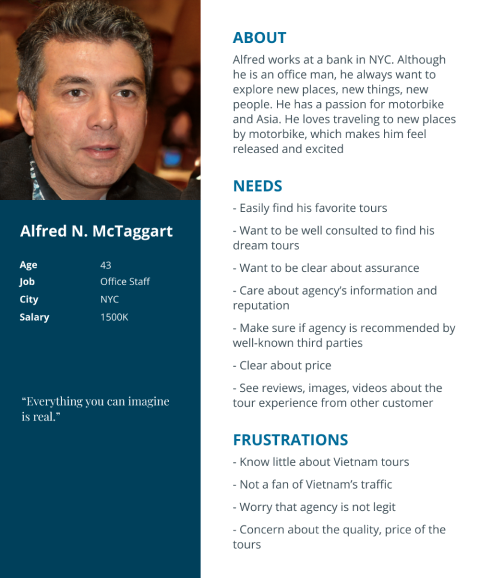 Alfred N. McTaggart
Age 43
Job Office Staff
City NYC
Salary 1500K
“Everything you can imagine
is real.”
ABOUT
Alfred works at a bank in NYC. Although
he is an office man, he always want to
explore new places, new things, new
people. He has a passion for motorbike
and Asia. He loves traveling to new places
by motorbike, which makes him feel
released and excited
NEEDS
- Easily find his favorite tours
- Want to be well consulted to find his
dream tours
- Want to be clear about assurance
- Care about agency’s information and
reputation
- Make sure if agency is recommended by
well-known third parties
- Clear about price
- See reviews, images, videos about the
tour experience from other customer
FRUSTRATIONS
- Know little about Vietnam tours
- Not a fan of Vietnam’s traffic
- Worry that agency is not legit
- Concern about the quality, price of the
tours